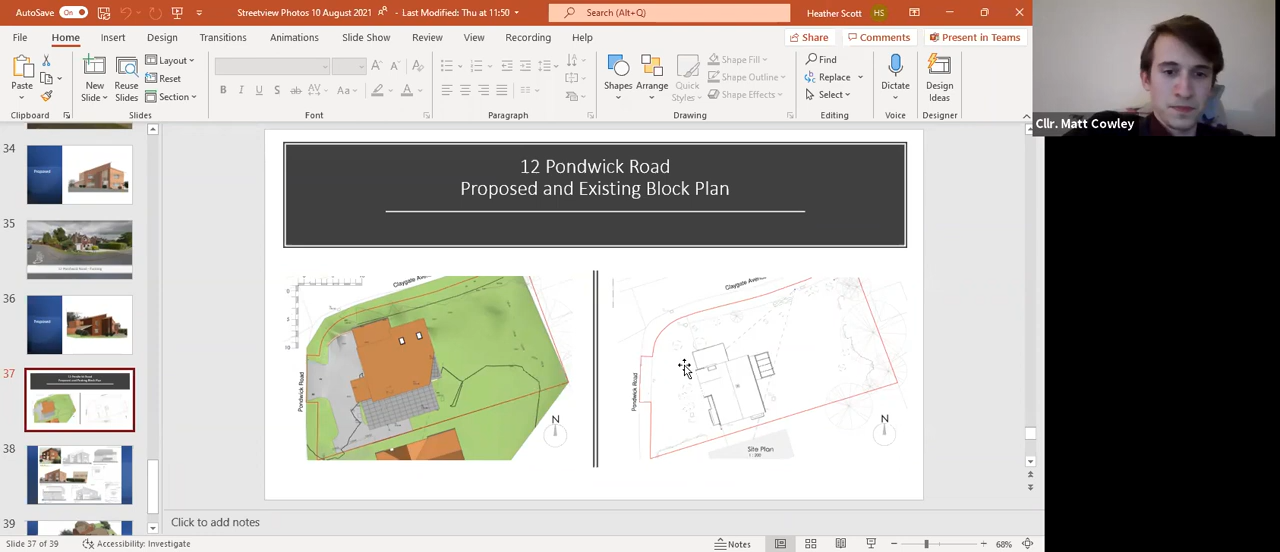 AutoSave On
Streetview Photos 10 August 2021 • Last Modified: Thu at 11:50
Search (Alt+Q)
Heather Scott HS
File Home Insert Design Transitions Animations Slide Show Review View Recording Help
Share Comments Present in Teams
Paste
New Slide
Reuse Slides
Layout
Reset
Section
B I U S ab AV Aa A
Shapes Arrange Quick Styles
Shape Fill
Shape Outline
Shape Effects
Find
Replace
Select
Dictate
Design Ideas
Clipboard Slides Font Paragraph Drawing Editing Voice Designer
Cllr. Matt Cowley
34
Proposed
35
36
Proposed
37
38
39
12 Pondwick Road
Proposed and Existing Block Plan
Claygate Avenue
Pondwick Road
N
Claygate Avenue
Pondwick Road
N
Site Plan
Click to add notes
Slide 37 of 39 Accessibility: Investigate Notes 68%